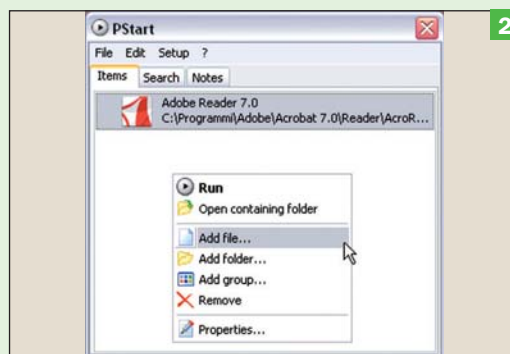 2
PStart
File Edit Setup ?
Items Search Notes
Adobe Reader 7.0
C:\Programmi\Adobe\Acrobat 7.0\Reader\AcroR...
Run
Open containing folder
Add file...
Add folder...
Add group...
Remove
Properties...